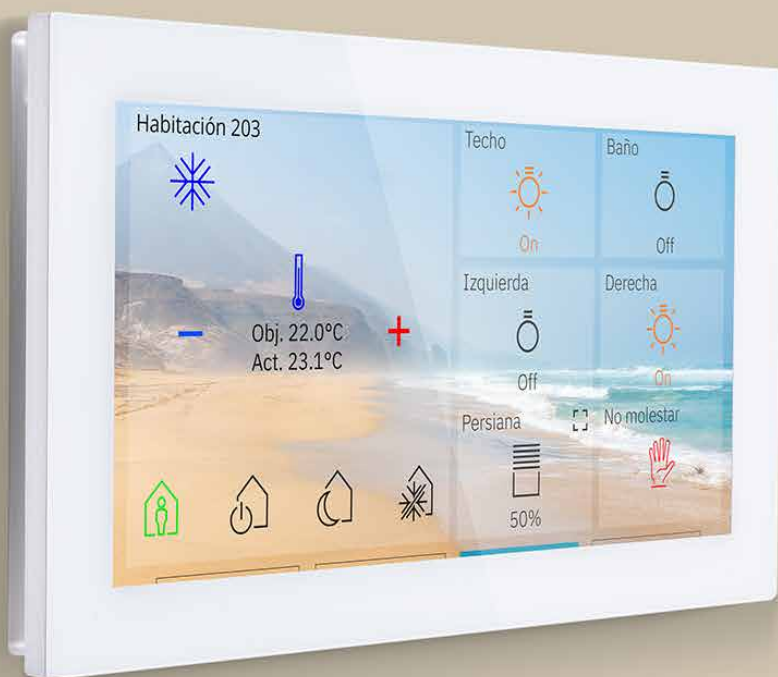 Habitación 203
Obj. 22.0°C
Act. 23.1°C
Techo
On
Baño
Off
Izquierda
Off
Derecha
On
Persiana
50%
No molestar